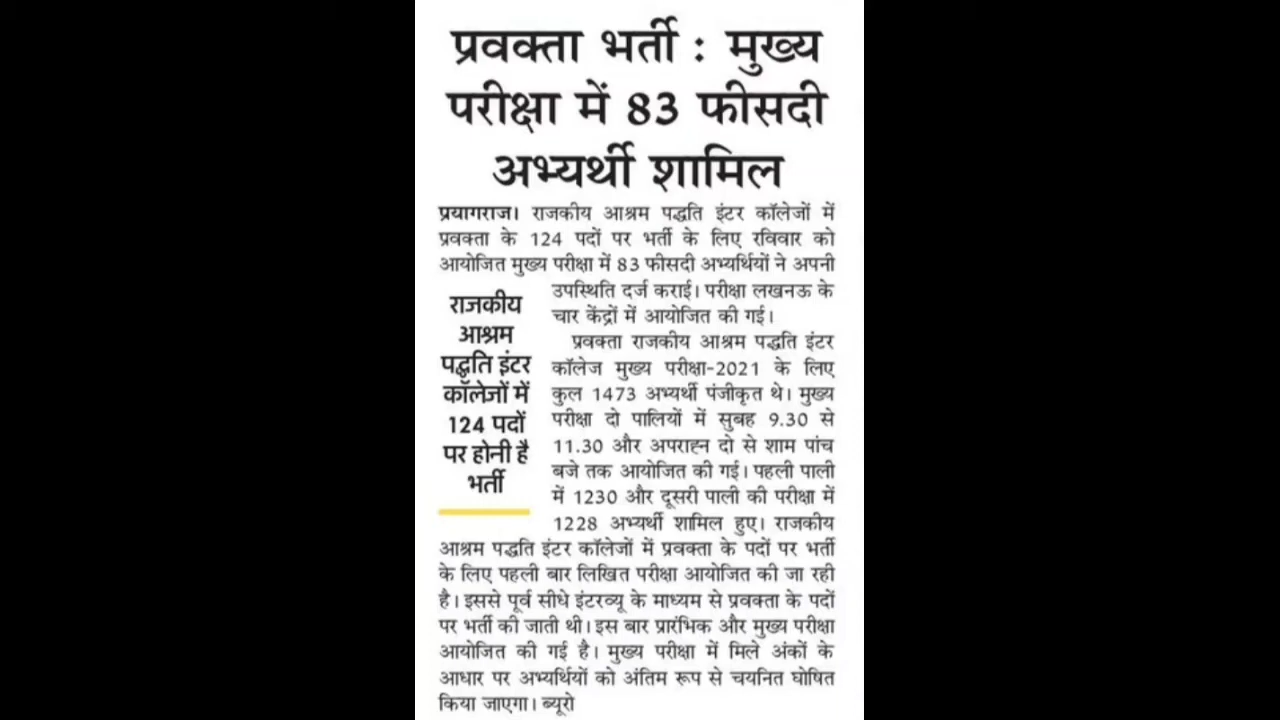 प्रवक्ता भर्ती : मुख्य
परीक्षा में 83 फीसदी
अभ्यर्थी शामिल
प्रयागराज। राजकीय आश्रम पद्धति इंटर कॉलेजों में
प्रवक्ता के 124 पदों पर भर्ती के लिए रविवार को
आयोजित मुख्य परीक्षा में 83 फीसदी अभ्यर्थियों ने अपनी
उपस्थिति दर्ज कराई। परीक्षा लखनऊ के
चार केंद्रों में आयोजित की गई।
प्रवक्ता राजकीय आश्रम पद्धति इंटर
कॉलेज मुख्य परीक्षा-2021 के लिए
कुल 1473 अभ्यर्थी पंजीकृत थे। मुख्य
परीक्षा दो पालियों में सुबह 9.30 से
11.30 और अपराह्न दो से शाम पांच
बजे तक आयोजित की गई। पहली पाली
में 1230 और दूसरी पाली की परीक्षा में
1228 अभ्यर्थी शामिल हुए। राजकीय
राजकीय
आश्रम
पद्धति इंटर
कॉलेजों में
124 पदों
पर होनी है
भर्ती
आश्रम पद्धति इंटर कॉलेजों में प्रवक्ता के पदों पर भर्ती
के लिए पहली बार लिखित परीक्षा आयोजित की जा रही
है। इससे पूर्व सीधे इंटरव्यू के माध्यम से प्रवक्ता के पदों
पर भर्ती की जाती थी। इस बार प्रारंभिक और मुख्य परीक्षा
आयोजित की गई है। मुख्य परीक्षा में मिले अंकों के
आधार पर अभ्यर्थियों को अंतिम रूप से चयनित घोषित
किया जाएगा। ब्यूरो